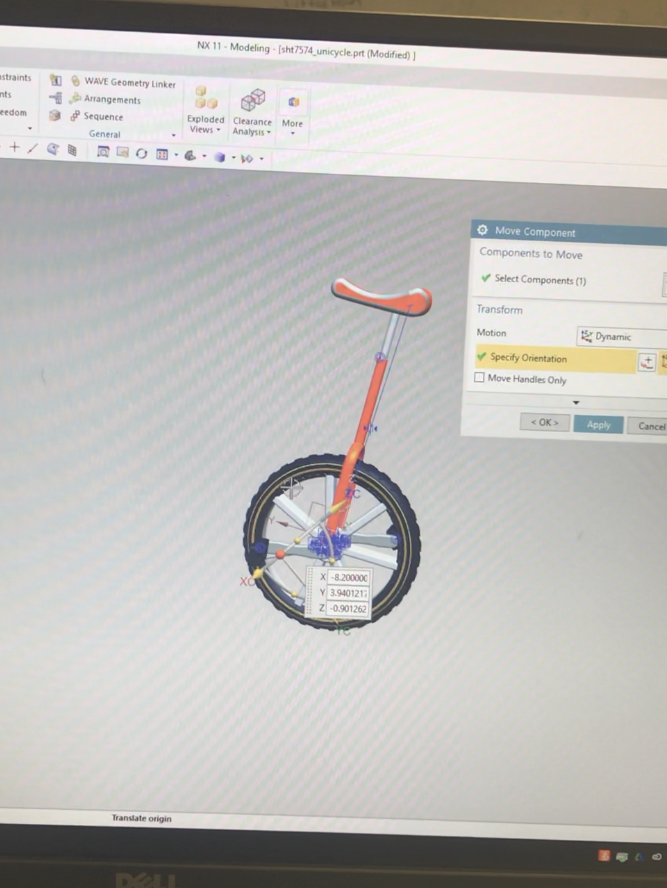 NX 11 - Modeling - [sht7574_unicycle.prt (Modified) ]
straints
WAVE Geometry Linker
nts
Arrangements
eedom
Sequence
General
Exploded
Views
Clearance
Analysis
More
Move Component
Components to Move
Select Components (1)
Transform
Motion
Dynamic
Specify Orientation
Move Handles Only
< OK >
Apply
Cancel
ZC
Y
XC
X -8.200000
Y 3.9401217
Z -0.901262
YC
Translate origin
DELL